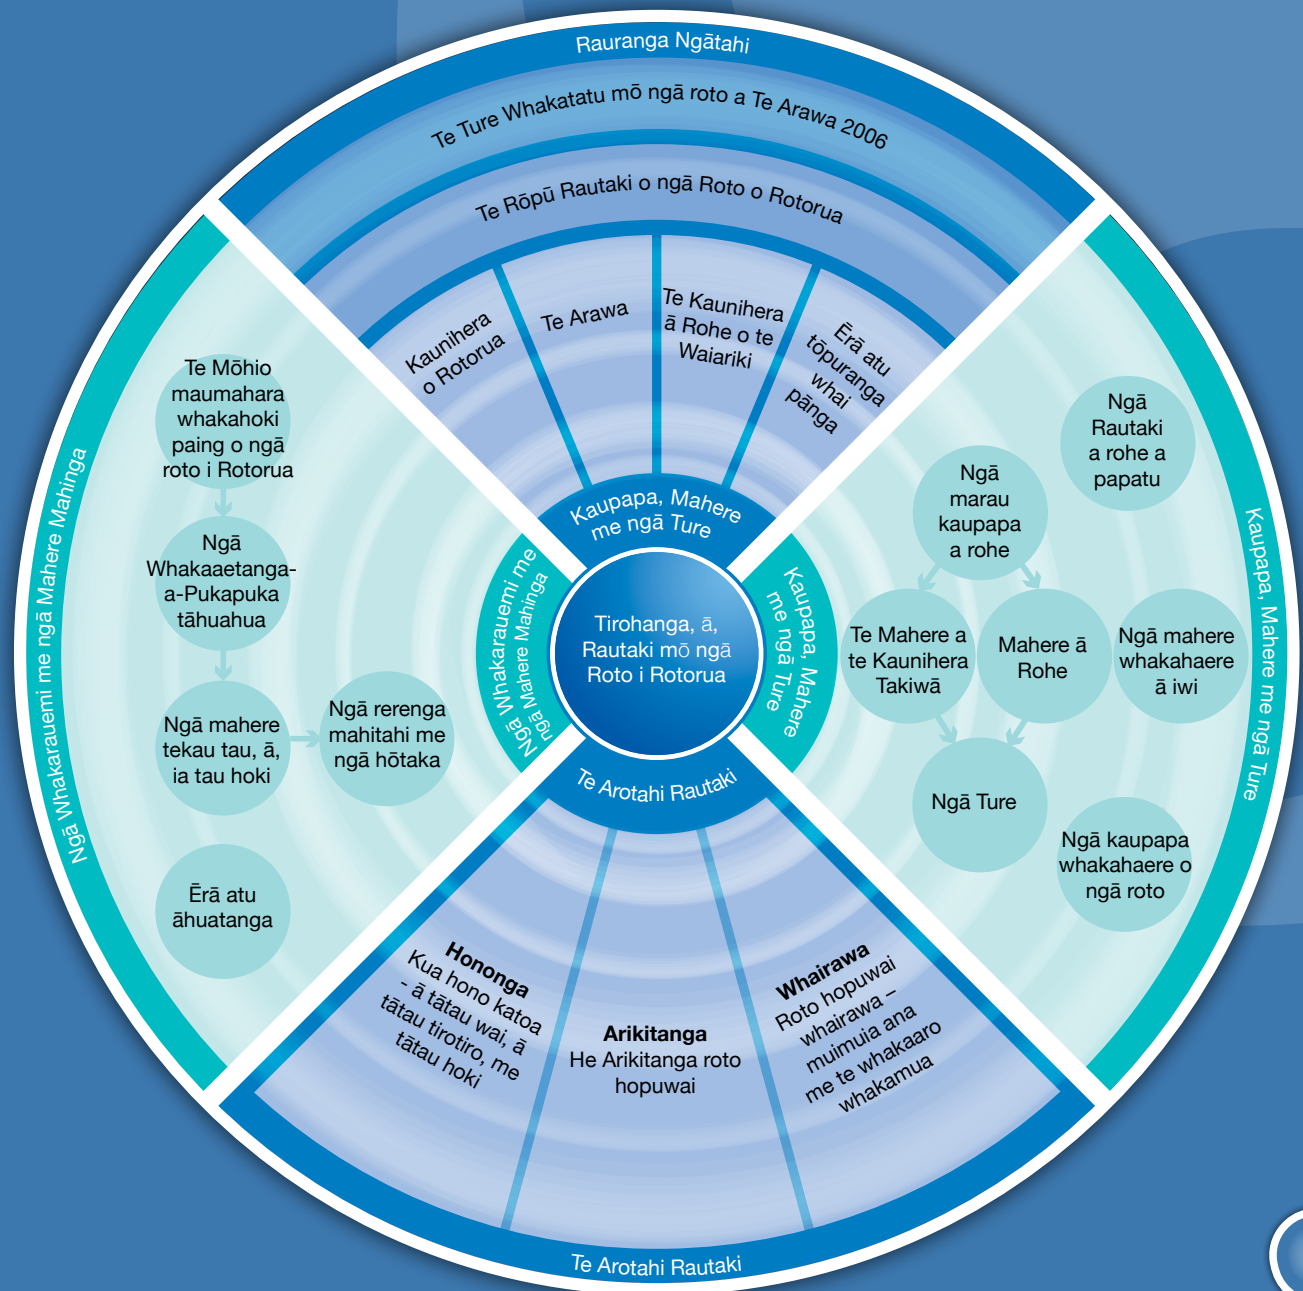 Rauranga Ngātahi
Te Ture Whakatatu mō ngā roto a Te Arawa 2006
Te Rōpū Rautaki o ngā Roto o Rotorua
Kaunihera
o Rotorua
Te Arawa
Te Kaunihera
ā Rohe o te
Waiariki
Ērā atu
tōpuranga
whai
pānga
Kaupapa, Mahere
me ngā Ture
Ngā Whakarauemi me ngā Mahere Mahinga
Te Mōhio
maumahara
whakahoki
paing o ngā
roto i Rotorua
Ngā
Whakaaetanga-
a-Pukapuka
tāhuahua
Ngā mahere
tekau tau, ā,
ia tau hoki
Ngā rerenga
mahitahi me
ngā hōtaka
Ērā atu
āhuatanga
Ngā Whakarauemi me
ngā Mahere Mahinga
Tirohanga, ā,
Rautaki mō ngā
Roto i Rotorua
Kaupapa, Mahere
me ngā Ture
Ngā
Rautaki
a rohe a
papatu
Ngā
marau
kaupapa
a rohe
Te Mahere a
te Kaunihera
Takiwā
Mahere ā
Rohe
Ngā mahere
whakahaere
ā iwi
Ngā Ture
Ngā kaupapa
whakahaere o
ngā roto
Kaupapa, Mahere me ngā Ture
Te Arotahi Rautaki
Hononga
Kua hono katoa
- ā tātau wai, ā
tātau tirotiro, me
tātau hoki
Arikitanga
He Arikitanga roto
hopuwai
Whairawa
Roto hopuwai
whairawa –
muimuia ana
me te whakaaro
whakamua
Te Arotahi Rautaki